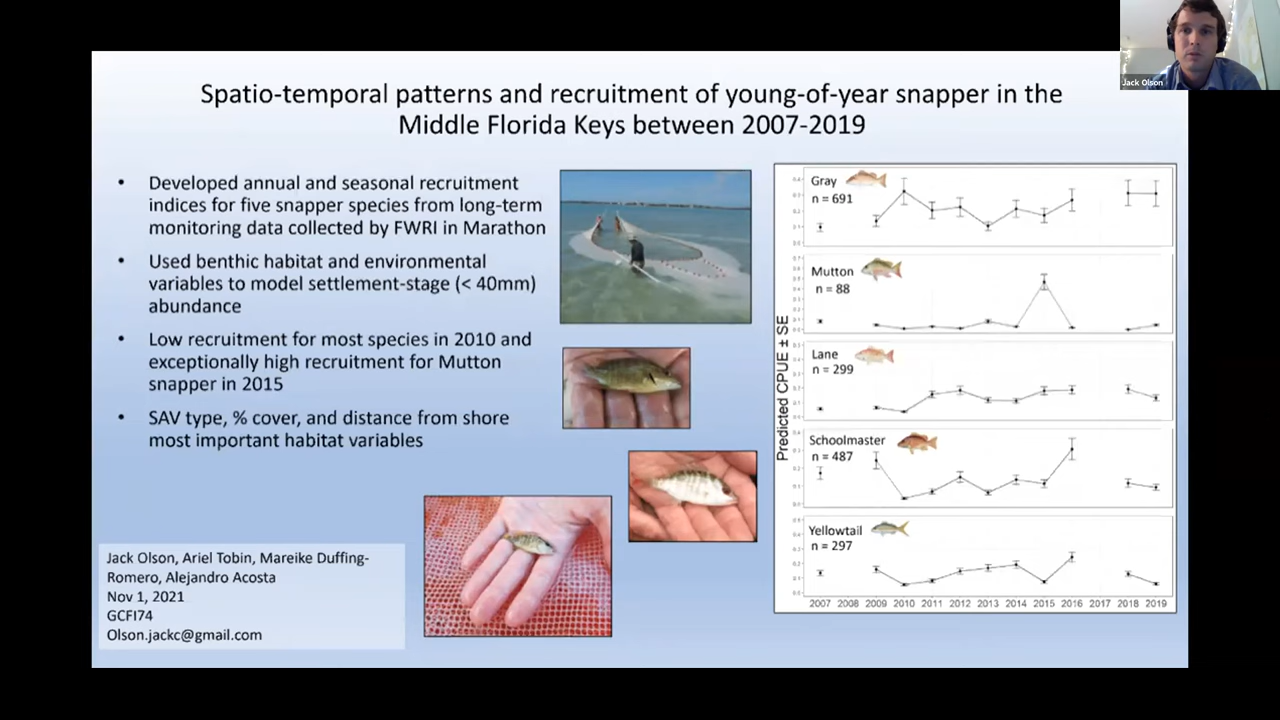 Jack Olson
Spatio-temporal patterns and recruitment of young-of-year snapper in the
Middle Florida Keys between 2007-2019
• Developed annual and seasonal recruitment
indices for five snapper species from long-term
monitoring data collected by FWRI in Marathon
• Used benthic habitat and environmental
variables to model settlement-stage (< 40mm)
abundance
• Low recruitment for most species in 2010 and
exceptionally high recruitment for Mutton
snapper in 2015
• SAV type, % cover, and distance from shore
most important habitat variables
Jack Olson, Ariel Tobin, Mareike Duffing-
Romero, Alejandro Acosta
Nov 1, 2021
GCFI74
Olson.jackc@gmail.com
Predicted CPUE ± SE
Gray
n = 691
Mutton
n = 88
Lane
n = 299
Schoolmaster
n = 487
Yellowtail
n = 297
2007 2008 2009 2010 2011 2012 2013 2014 2015 2016 2017 2018 2019